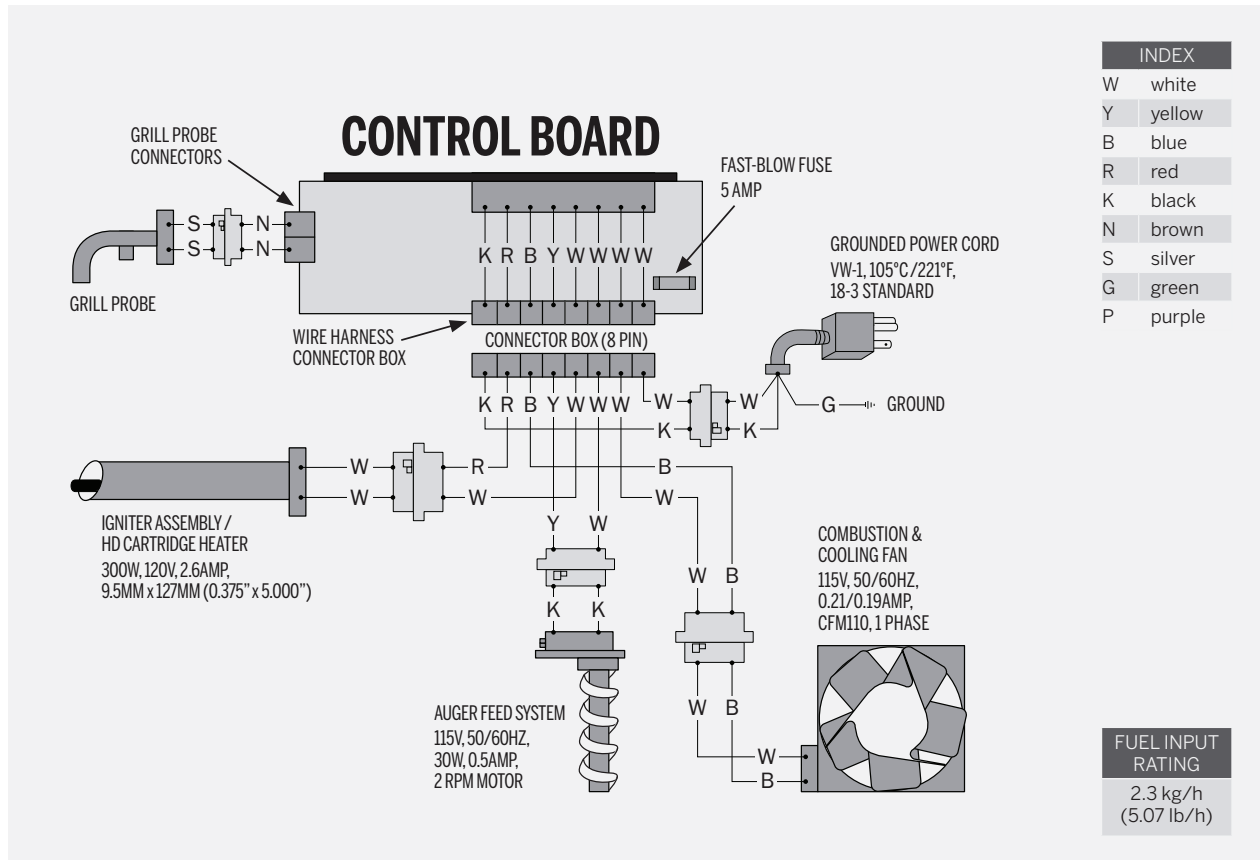 CONTROL BOARD
GRILL PROBE
CONNECTORS
FAST-BLOW FUSE
5 AMP
S N
S N
K R B Y W W W W
GRILL PROBE
GROUNDED POWER CORD
VW-1, 105°C/221°F,
18-3 STANDARD
WIRE HARNESS
CONNECTOR BOX
CONNECTOR BOX (8 PIN)
K R B Y W W W
W W
K K
G GROUND
W R
W W
B
W
IGNITER ASSEMBLY /
HD CARTRIDGE HEATER
300W, 120V, 2.6AMP,
9.5MM x 127MM (0.375” x 5.000”)
Y W
K K
W B
W B
W
B
COMBUSTION &
COOLING FAN
115V, 50/60HZ,
0.21/0.19AMP,
CFM110, 1 PHASE
AUGER FEED SYSTEM
115V, 50/60HZ,
30W, 0.5AMP,
2 RPM MOTOR
INDEX
W white
Y yellow
B blue
R red
K black
N brown
S silver
G green
P purple
FUEL INPUT
RATING
2.3 kg/h
(5.07 lb/h)